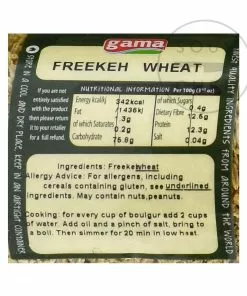 gama
FREEKEH WHEAT
NUTRITIONAL INFORMATION Per 100g
Energy kcal/kj 342kcal
/1436kj
Fat 1.3g
of which Saturates 0.2g
Carbohydrate 75.8g
of which Sugars 0.4g
Dietary Fibre 12.6g
Protein 12.3g
Salt 0.04g
If you are not
entirely satisfied
with the product
then please return
it to your retailer
for a full refund.
STORE IN A COOL AND DRY PLACE, KEEP IN AN AIRTIGHT CONTAINER
INGREDIENTS FROM AROUND THE WORLD
Ingredients: Freekehwheat
Allergy Advice: For allergens, including
cereals containing gluten, see underlined
ingredients. May contain nuts,peanuts.
Cooking: for every cup of boulgur add 2 cups
of water. Add oil and a pinch of salt, bring to
a boil. Then simmer for 20 min in low heat.